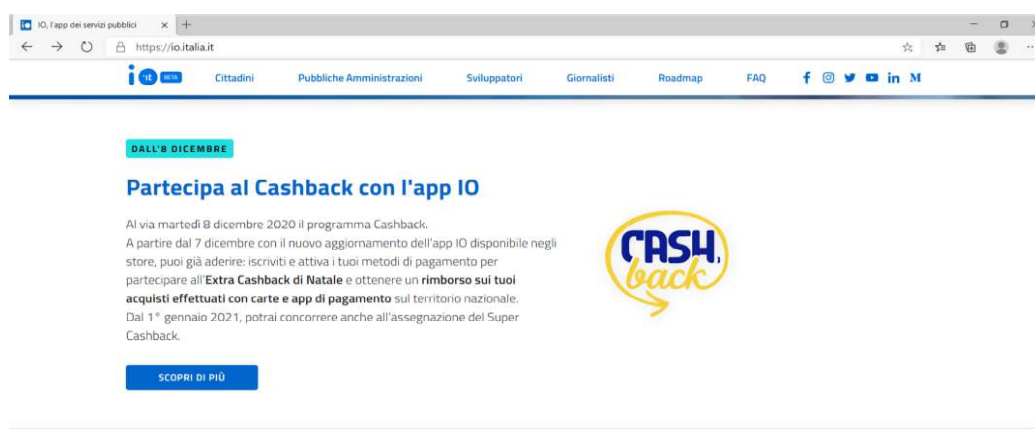 IO, l'app dei servizi pubblici
https://io.italia.it
io it BETA Cittadini Pubbliche Amministrazioni Sviluppatori Giornalisti Roadmap FAQ
DALL'8 DICEMBRE
Partecipa al Cashback con l'app IO
Al via martedì 8 dicembre 2020 il programma Cashback.
A partire dal 7 dicembre con il nuovo aggiornamento dell'app IO disponibile negli
store, puoi già aderire: iscriviti e attiva i tuoi metodi di pagamento per
partecipare all'Extra Cashback di Natale e ottenere un rimborso sui tuoi
acquisti effettuati con carte e app di pagamento sul territorio nazionale.
Dal 1° gennaio 2021, potrai concorrere anche all'assegnazione del Super
Cashback.
SCOPRI DI PIÙ
CASH,
back